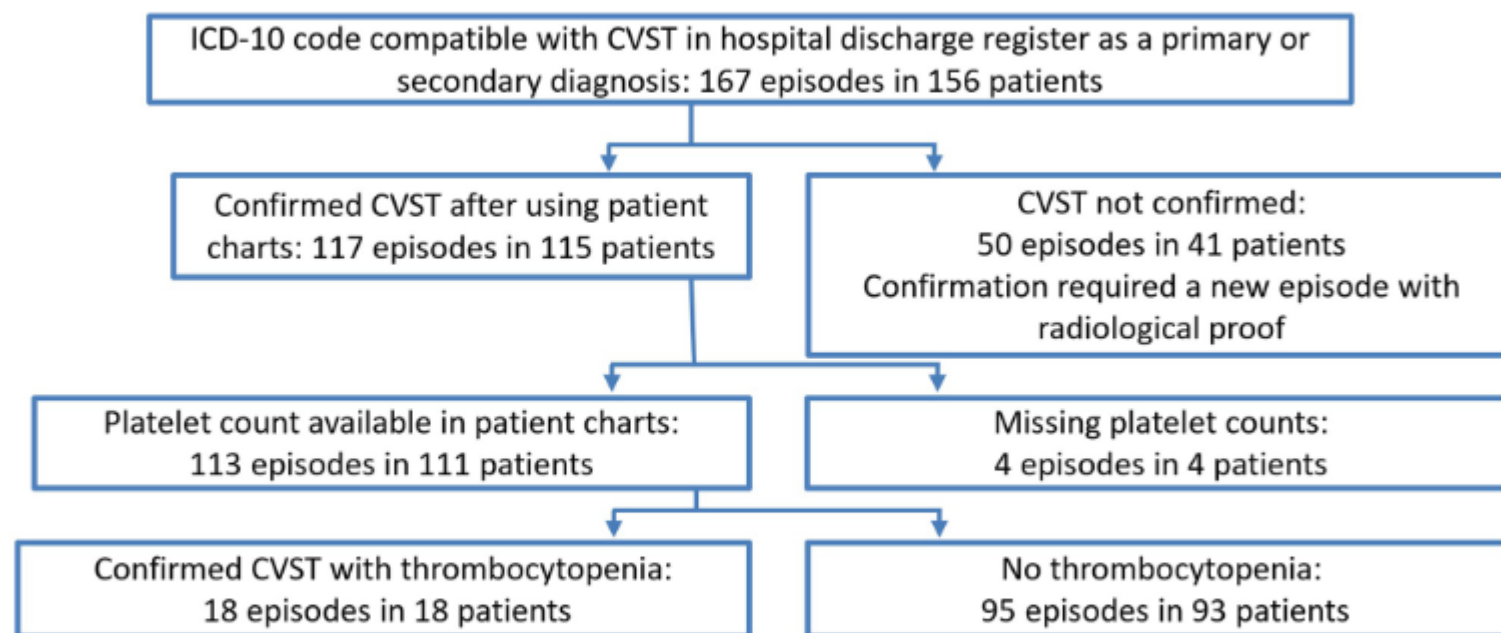 ICD-10 code compatible with CVST in hospital discharge register as a primary or
secondary diagnosis: 167 episodes in 156 patients
Confirmed CVST after using patient
charts: 117 episodes in 115 patients
CVST not confirmed:
50 episodes in 41 patients
Confirmation required a new episode with
radiological proof
Platelet count available in patient charts:
113 episodes in 111 patients
Missing platelet counts:
4 episodes in 4 patients
Confirmed CVST with thrombocytopenia:
18 episodes in 18 patients
No thrombocytopenia:
95 episodes in 93 patients